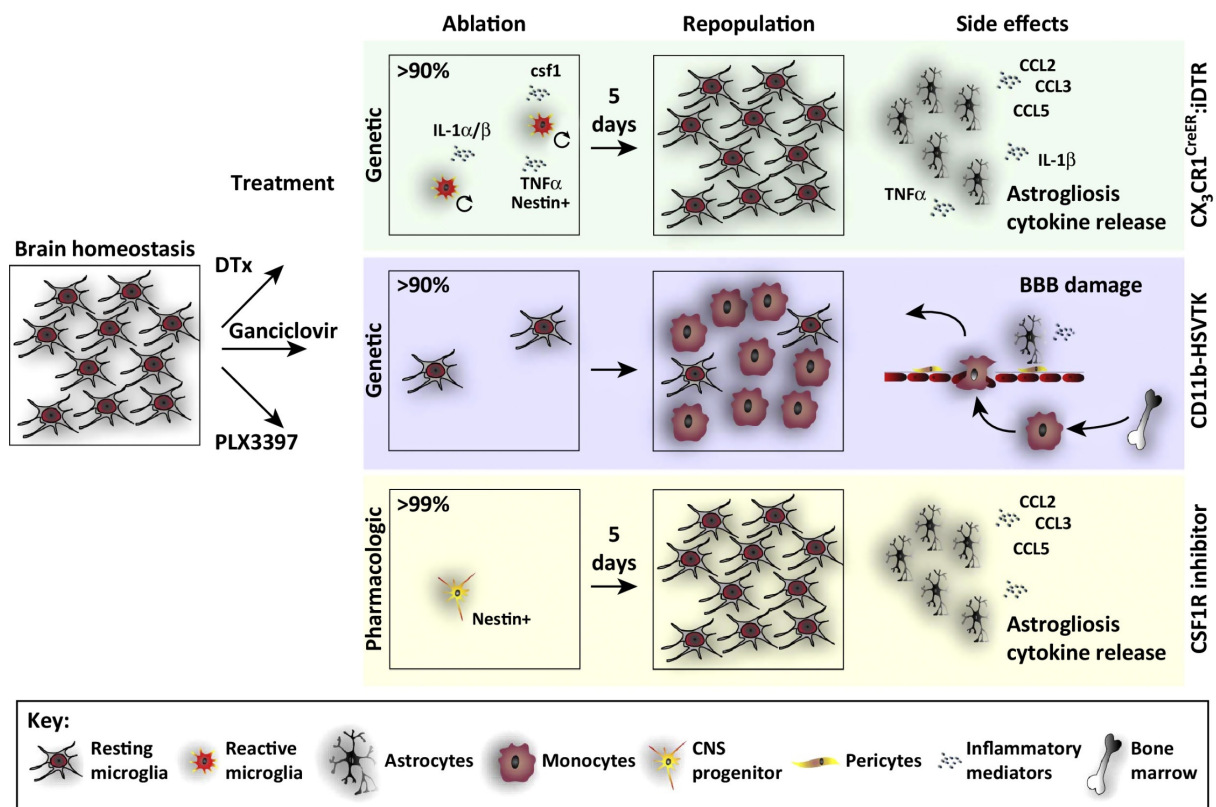 Ablation
Repopulation
Side effects
Treatment
Brain homeostasis
DTx
Ganciclovir
PLX3397
Genetic
>90%
csf1
IL-1α/β
TNFα
Nestin+
5
days
CCL2
CCL3
CCL5
IL-1β
TNFα
Astrogliosis
cytokine release
CX₃CR1ᶜʳᵉᴱᴿ:iDTR
Genetic
>90%
BBB damage
CD11b-HSVTK
Pharmacologic
>99%
Nestin+
5
days
CCL2
CCL3
CCL5
Astrogliosis
cytokine release
CSF1R inhibitor
Key:
Resting
microglia
Reactive
microglia
Astrocytes
Monocytes
CNS
progenitor
Pericytes
Inflammatory
mediators
Bone
marrow